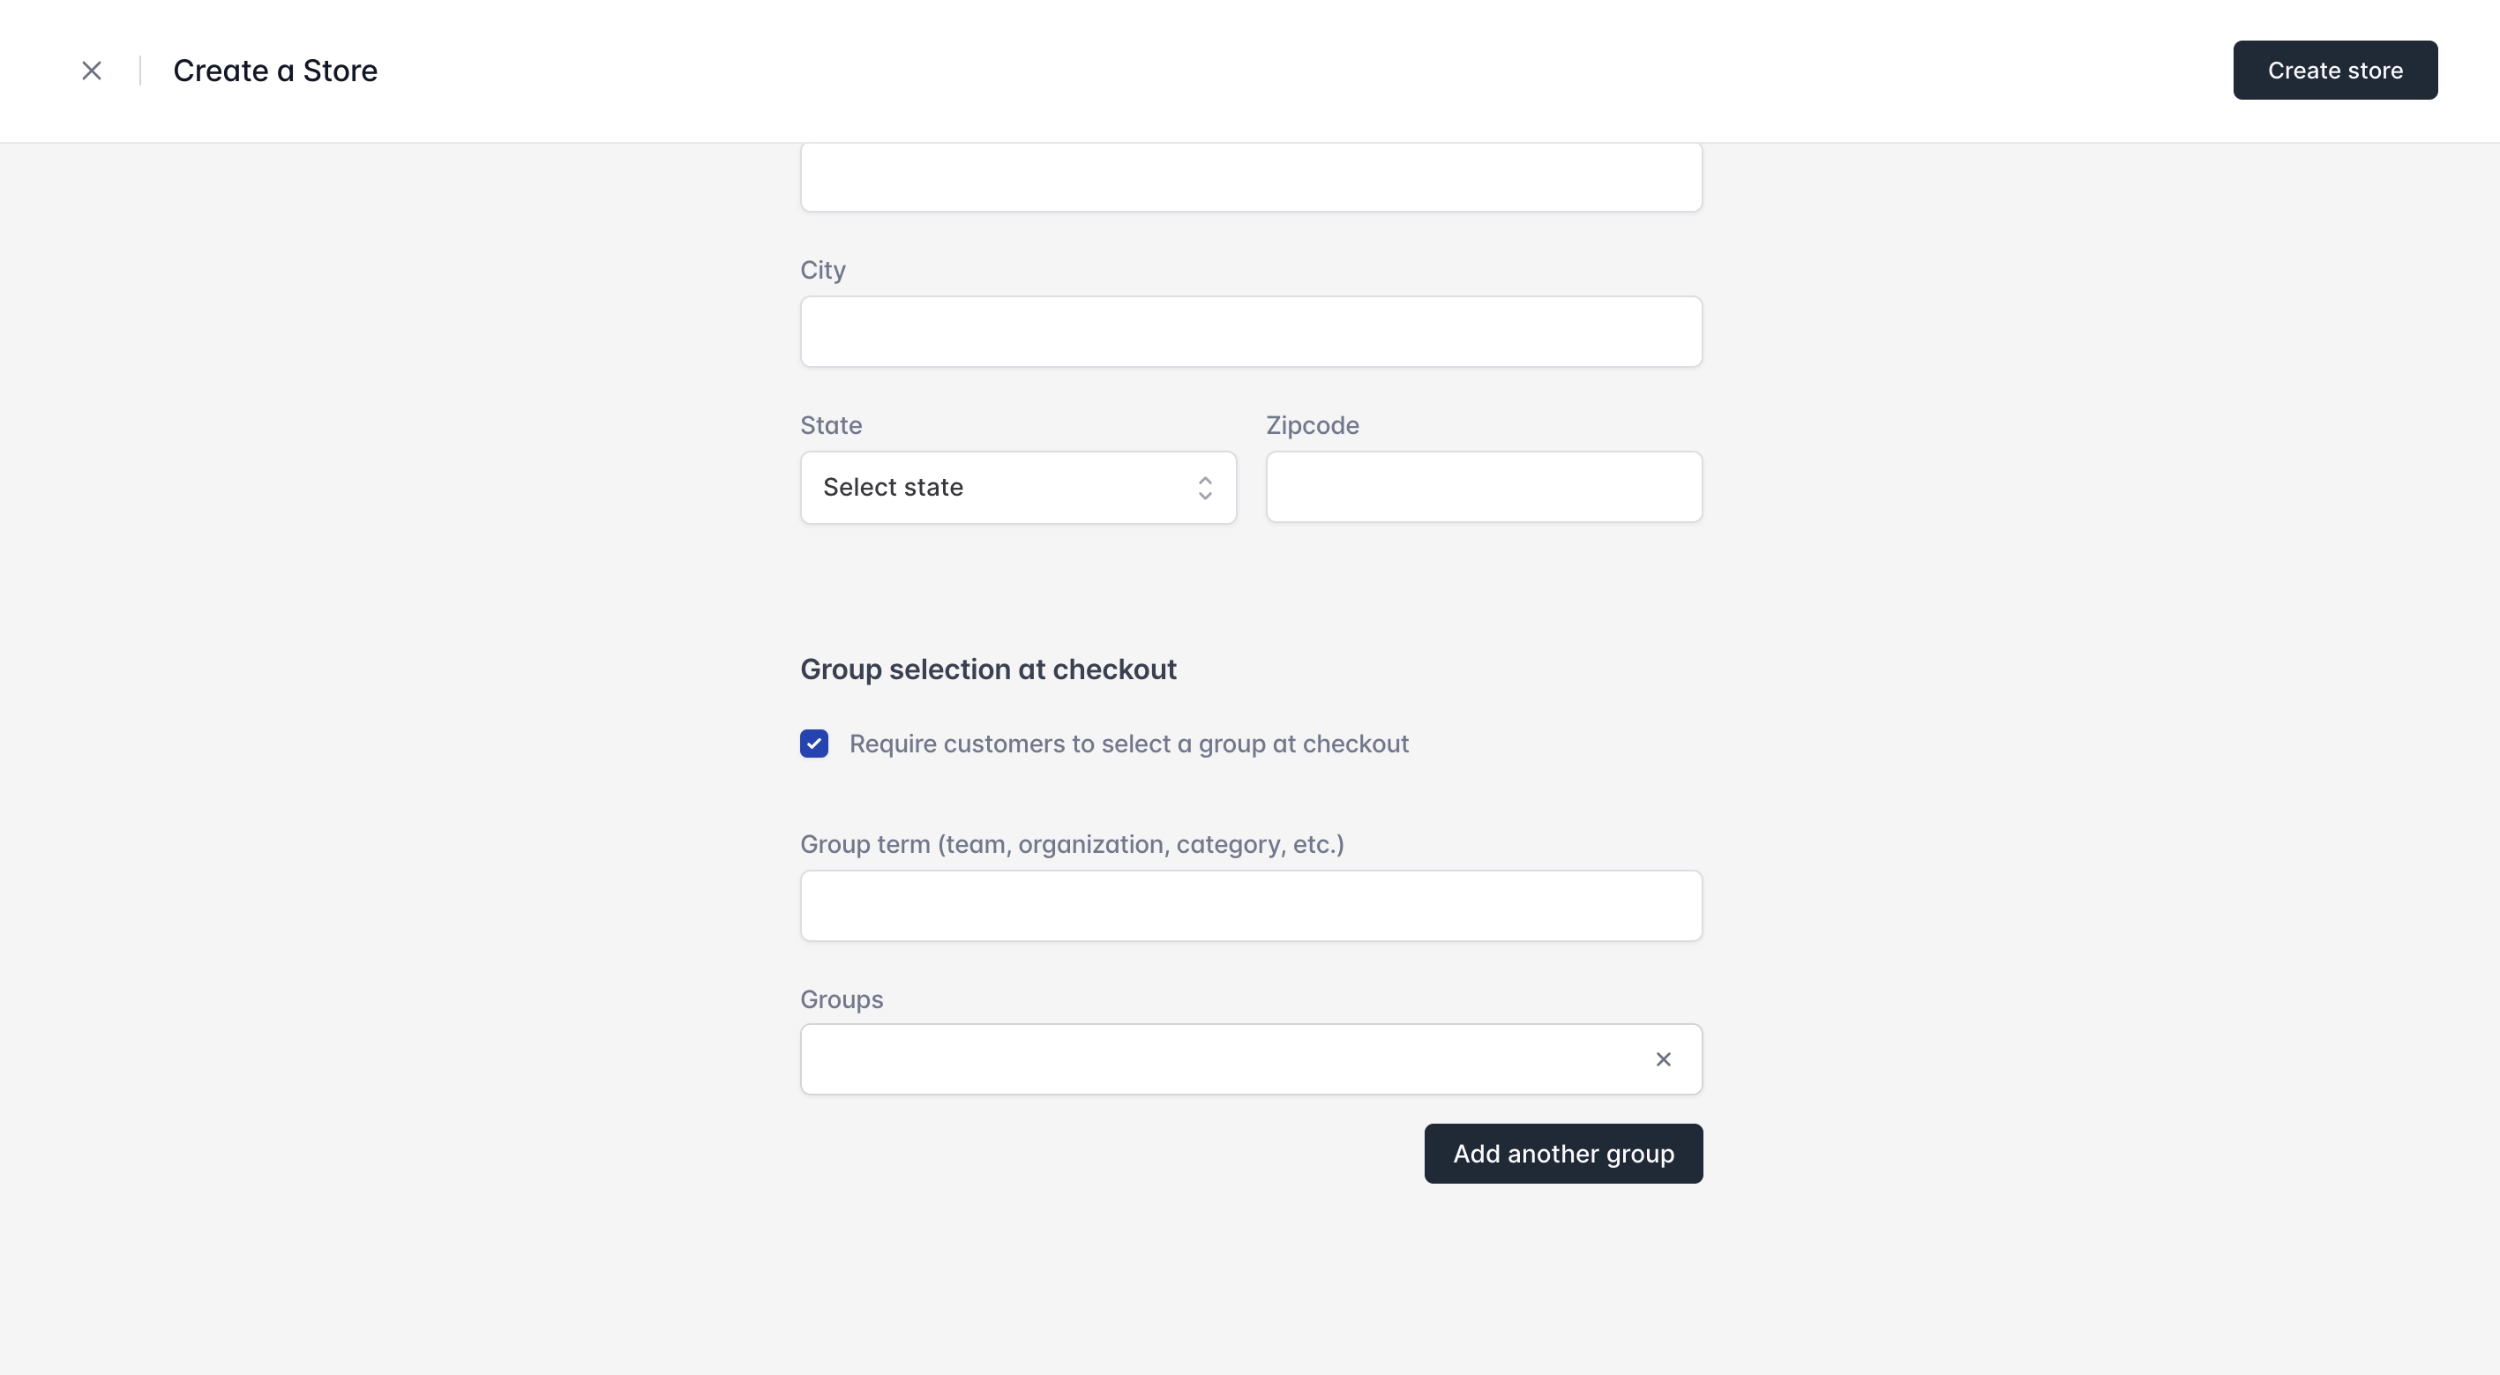 Create a Store
Create store
City
State
Zipcode
Select state
Group selection at checkout
Require customers to select a group at checkout
Group term (team, organization, category, etc.)
Groups
Add another group